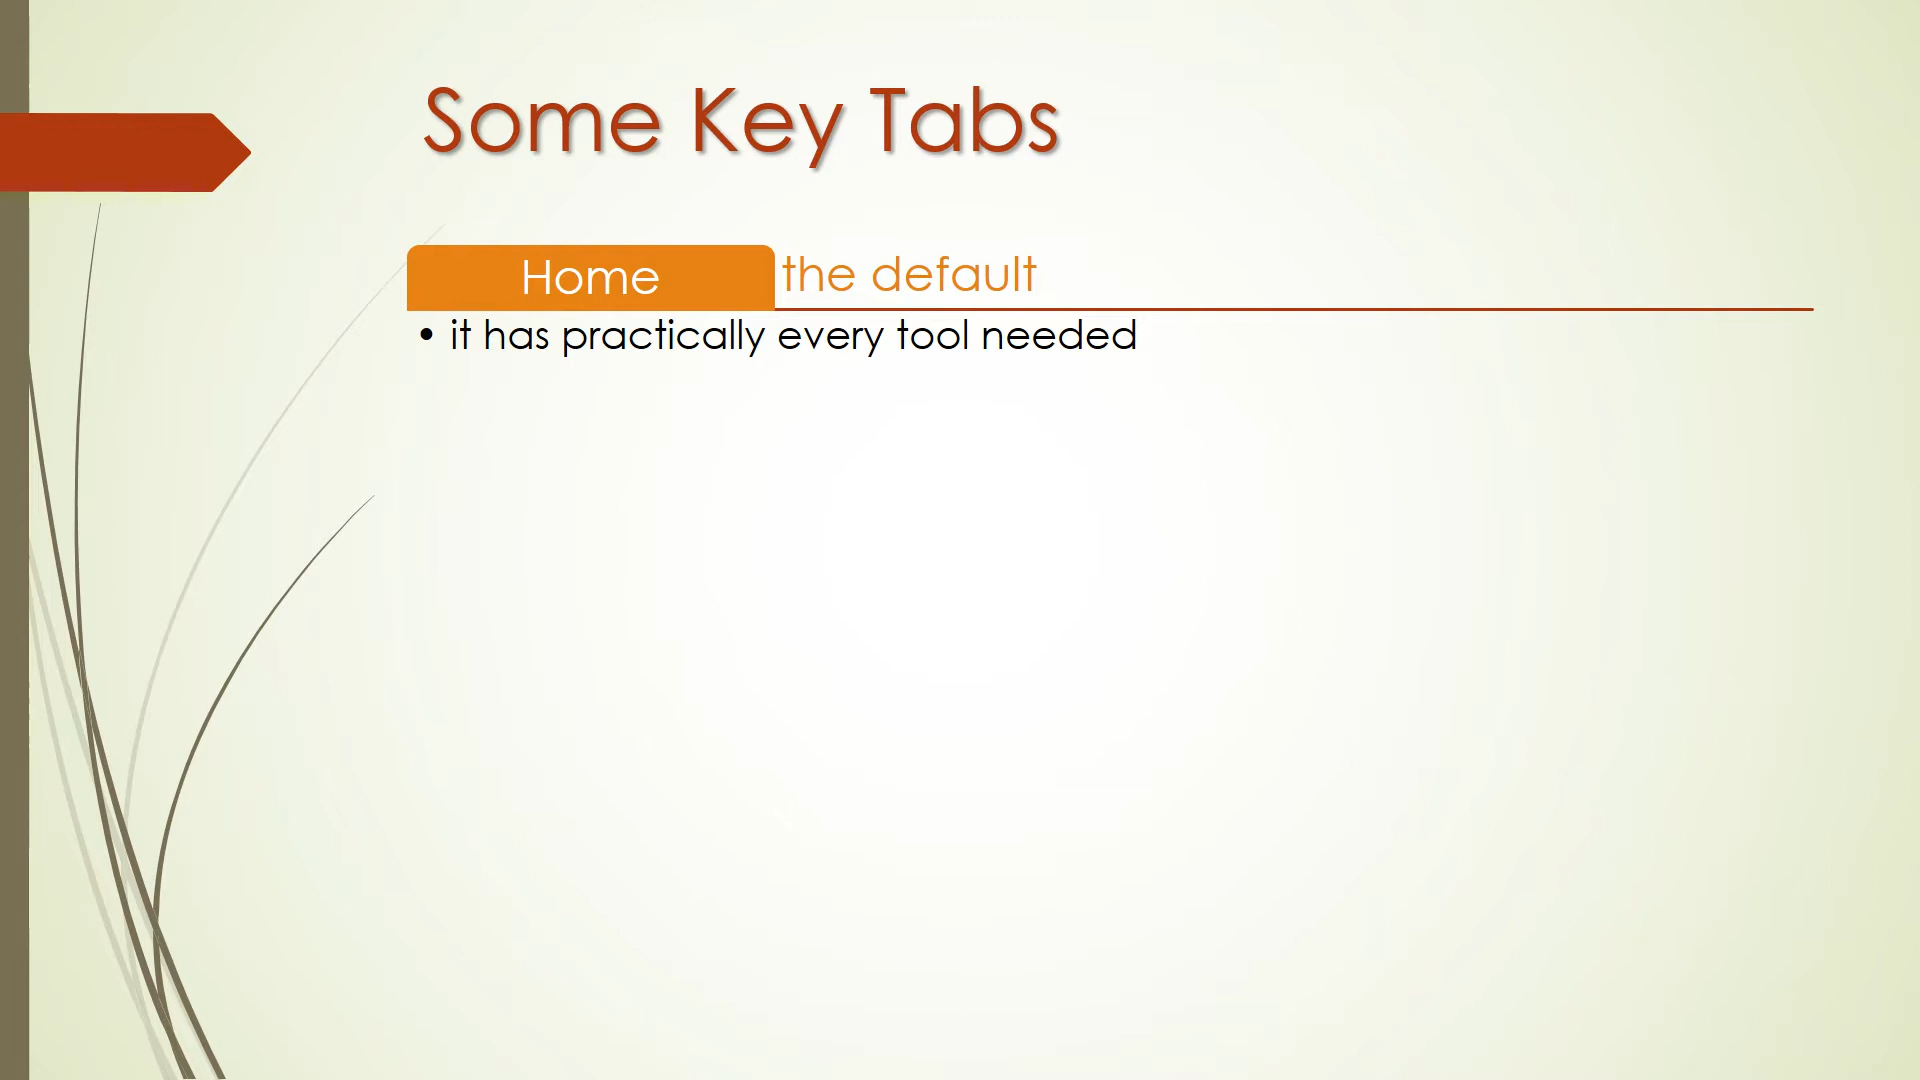 Some Key Tabs
Home the default
• it has practically every tool needed